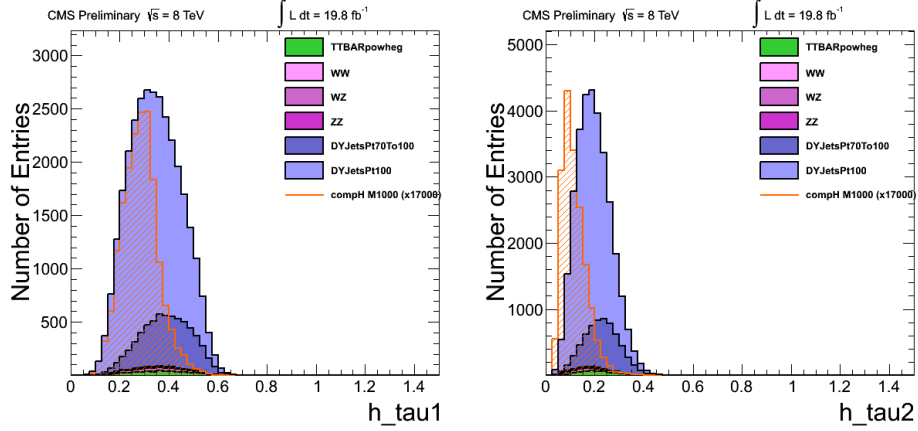 CMS Preliminary √s = 8 TeV ∫ L dt = 19.8 fb⁻¹
Number of Entries
3000
2500
2000
1500
1000
500
TTBARpowheg
WW
WZ
ZZ
DYJetsPt70To100
DYJetsPt100
compH M1000 (x17000)
0 0.2 0.4 0.6 0.8 1 1.2 1.4
h_tau1
CMS Preliminary √s = 8 TeV ∫ L dt = 19.8 fb⁻¹
Number of Entries
5000
4000
3000
2000
1000
0
TTBARpowheg
WW
WZ
ZZ
DYJetsPt70To100
DYJetsPt100
compH M1000 (x17000)
0 0.2 0.4 0.6 0.8 1 1.2 1.4
h_tau2